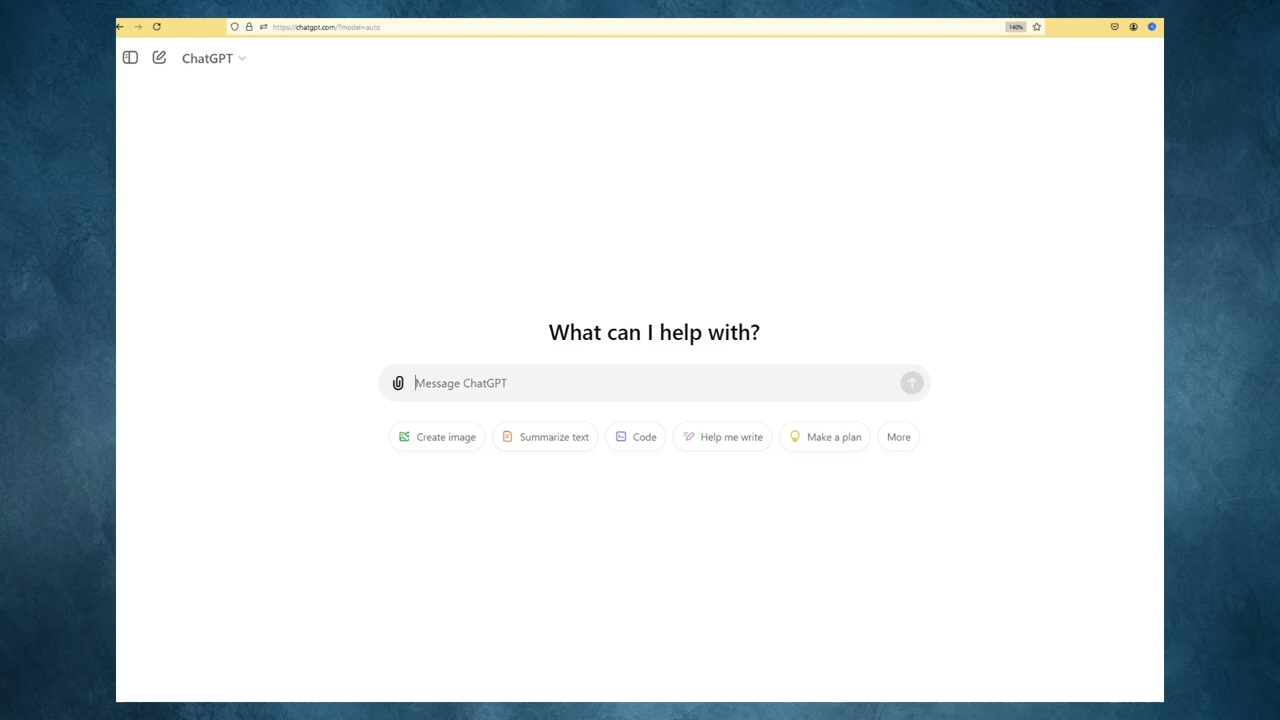 https://chatgpt.com/?model=auto
140%
ChatGPT
What can I help with?
Message ChatGPT
Create image
Summarize text
Code
Help me write
Make a plan
More